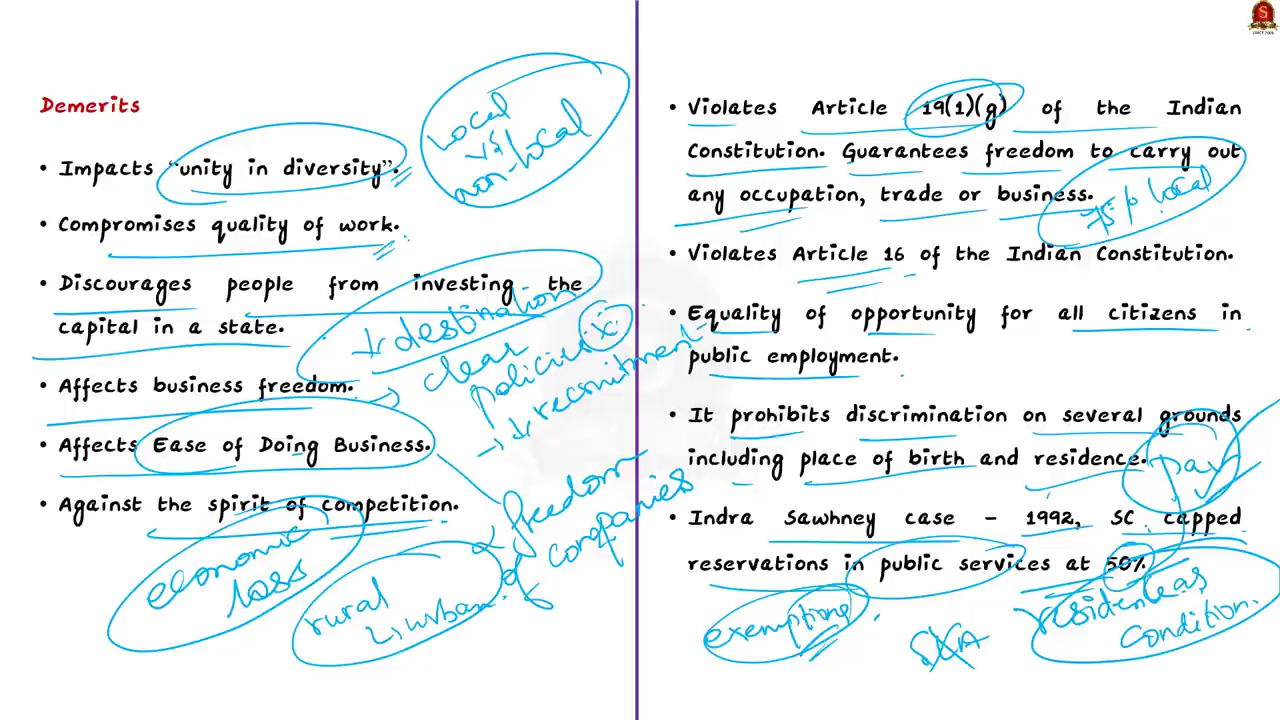 Demerits
• Impacts “unity in diversity”.
• Compromises quality of work.
• Discourages people from investing the
capital in a state.
• Affects business freedom.
• Affects Ease of Doing Business.
• Against the spirit of competition.
Local
vs
non-local
destination
clear
policies
recruitment
freedom
of companies
economic
loss
rural
urban
• Violates Article 19(1)(g) of the Indian
Constitution. Guarantees freedom to carry out
any occupation, trade or business.
• Violates Article 16 of the Indian Constitution.
• Equality of opportunity for all citizens in
public employment.
• It prohibits discrimination on several grounds
including place of birth and residence.
• Indra Sawhney case - 1992, SC capped
reservations in public services at 50%.
local
pay
exemptions
residence as
condition.